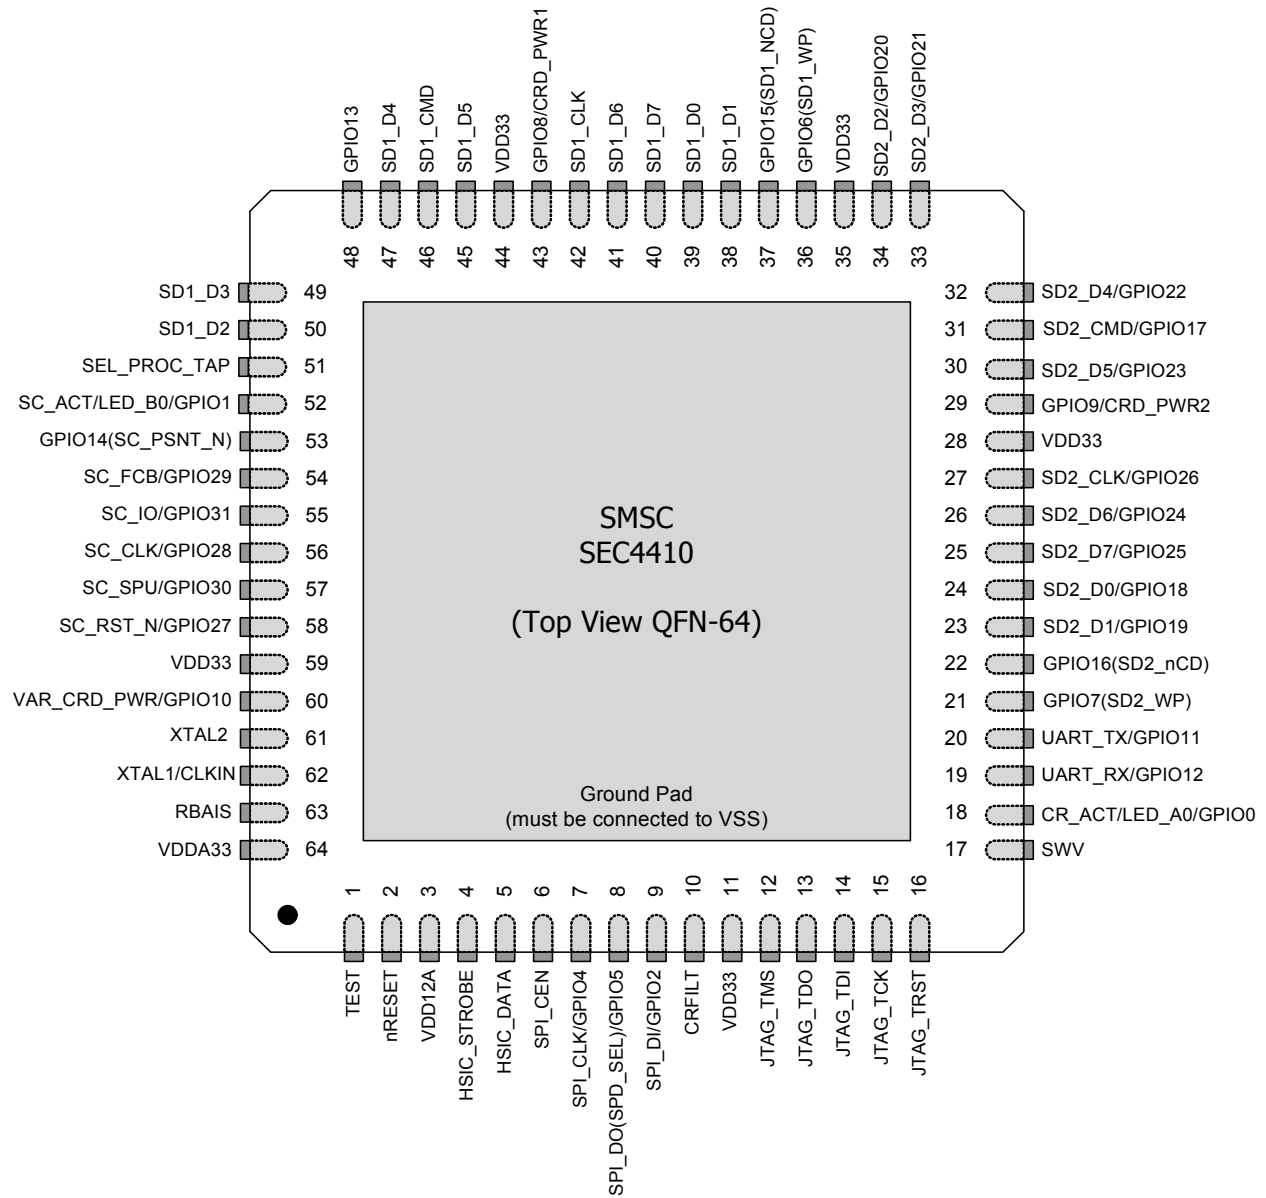 GPIO13
SD1_D4
SD1_CMD
SD1_D5
VDD33
GPIO8/CRD_PWR1
SD1_CLK
SD1_D6
SD1_D7
SD1_D0
SD1_D1
GPIO15(SD1_NCD)
GPIO6(SD1_WP)
VDD33
SD2_D2/GPIO20
SD2_D3/GPIO21
48
47
46
45
44
43
42
41
40
39
38
37
36
35
34
33
SD1_D3 49
SD1_D2 50
SEL_PROC_TAP 51
SC_ACT/LED_B0/GPIO1 52
GPIO14(SC_PSNT_N) 53
SC_FCB/GPIO29 54
SC_IO/GPIO31 55
SC_CLK/GPIO28 56
SC_SPU/GPIO30 57
SC_RST_N/GPIO27 58
VDD33 59
VAR_CRD_PWR/GPIO10 60
XTAL2 61
XTAL1/CLKIN 62
RBAIS 63
VDDA33 64
SMSC
SEC4410
(Top View QFN-64)
Ground Pad
(must be connected to VSS)
32 SD2_D4/GPIO22
31 SD2_CMD/GPIO17
30 SD2_D5/GPIO23
29 GPIO9/CRD_PWR2
28 VDD33
27 SD2_CLK/GPIO26
26 SD2_D6/GPIO24
25 SD2_D7/GPIO25
24 SD2_D0/GPIO18
23 SD2_D1/GPIO19
22 GPIO16(SD2_nCD)
21 GPIO7(SD2_WP)
20 UART_TX/GPIO11
19 UART_RX/GPIO12
18 CR_ACT/LED_A0/GPIO0
17 SWV
1
2
3
4
5
6
7
8
9
10
11
12
13
14
15
16
TEST
nRESET
VDD12A
HSIC_STROBE
HSIC_DATA
SPI_CEN
SPI_CLK/GPIO4
SPI_DO(SPD_SEL)/GPIO5
SPI_DI/GPIO2
CRFILT
VDD33
JTAG_TMS
JTAG_TDO
JTAG_TDI
JTAG_TCK
JTAG_TRST